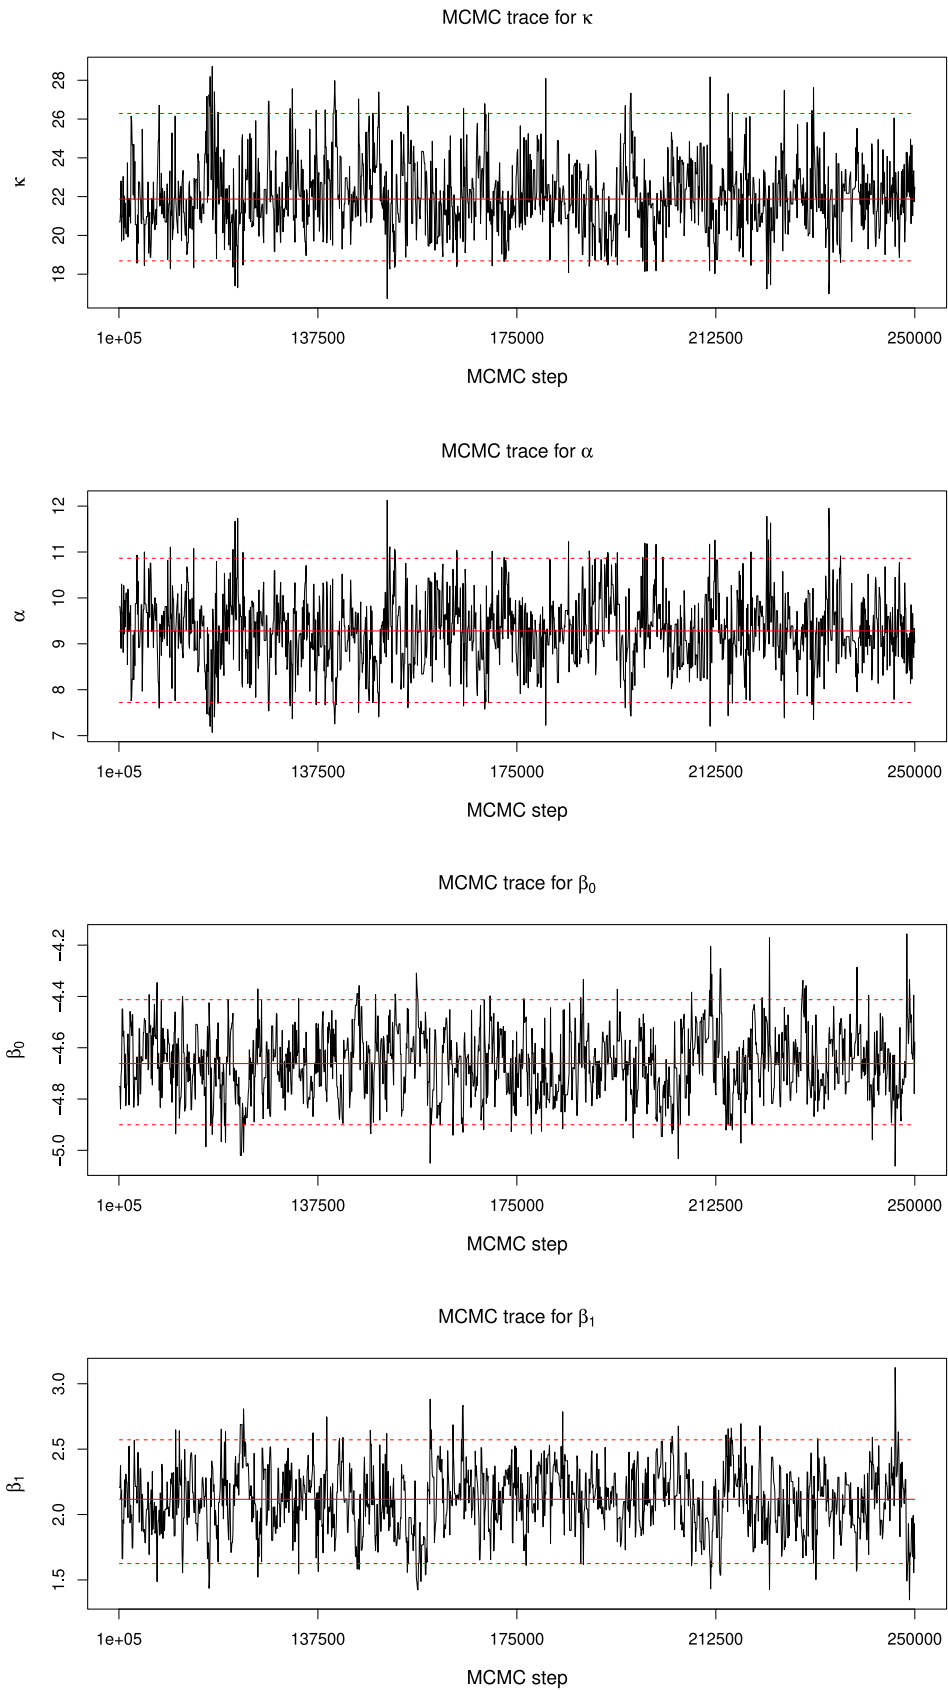 MCMC trace for κ
28
26
24
22
20
18
κ
1e+05 137500 175000 212500 250000
MCMC step
MCMC trace for α
12
11
10
9
8
7
α
1e+05 137500 175000 212500 250000
MCMC step
MCMC trace for β₀
−4.2
−4.4
−4.6
−4.8
−5.0
β₀
1e+05 137500 175000 212500 250000
MCMC step
MCMC trace for β₁
3.0
2.5
2.0
1.5
β₁
1e+05 137500 175000 212500 250000
MCMC step